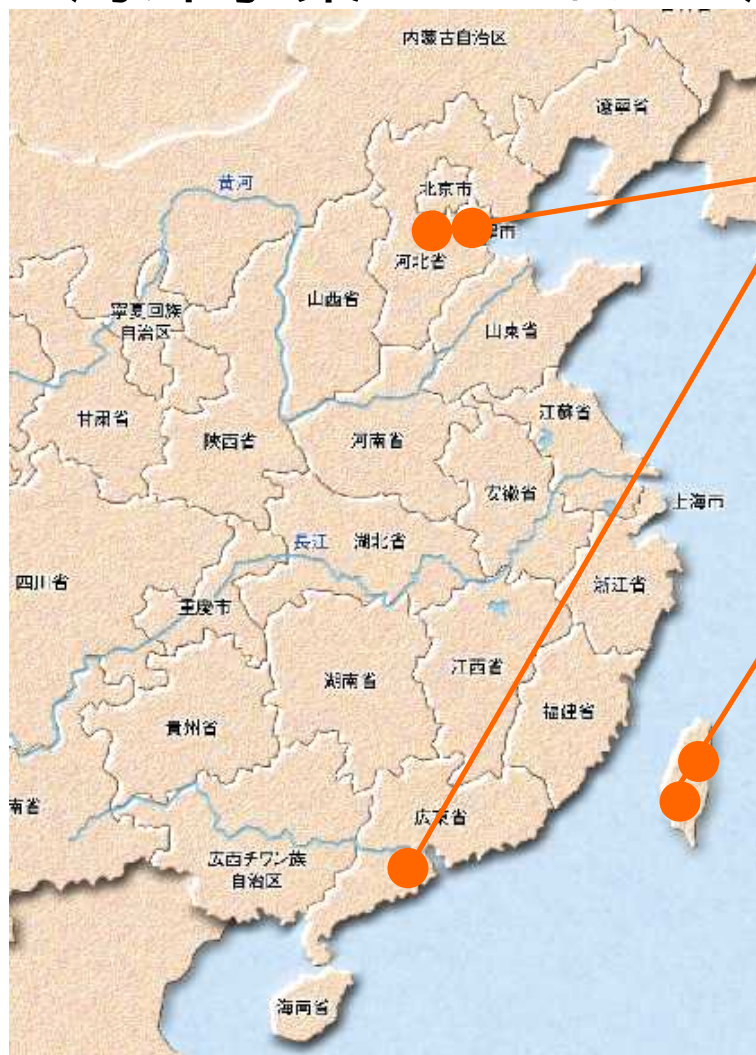 内蒙古自治区
遼寧省
北京市
黄河
市
河北省
山西省
寧夏回族
自治区
山東省
甘粛省
陝西省
河南省
江蘇省
安徽省
上海市
長江
湖北省
四川省
重慶市
浙江省
江西省
湖南省
福建省
貴州省
南省
広東省
広西チワン族
自治区
海南省